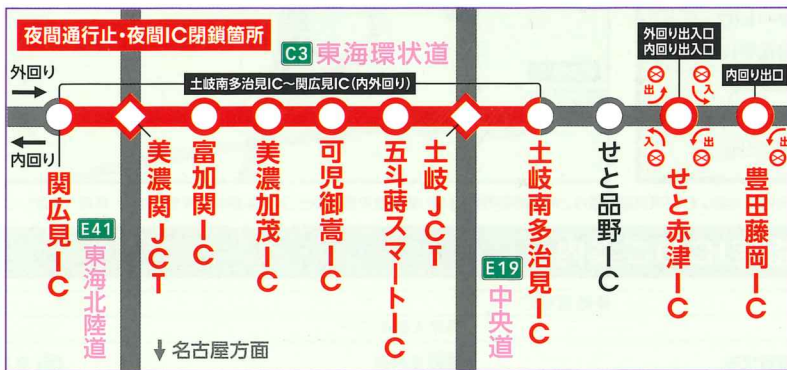 夜間通行止・夜間IC閉鎖箇所
C3 東海環状道
外回り出入口
内回り出入口
内回り出口
外回り
土岐南多治見IC〜関広見IC(内外回り)
出
入
入
出
出
内回り
関広見IC
美濃関JCT
富加関IC
美濃加茂IC
可児御嵩IC
五斗蒔スマートIC
土岐JCT
土岐南多治見IC
せと品野IC
せと赤津IC
豊田藤岡IC
E41
東海北陸道
E19
中央道
↓名古屋方面